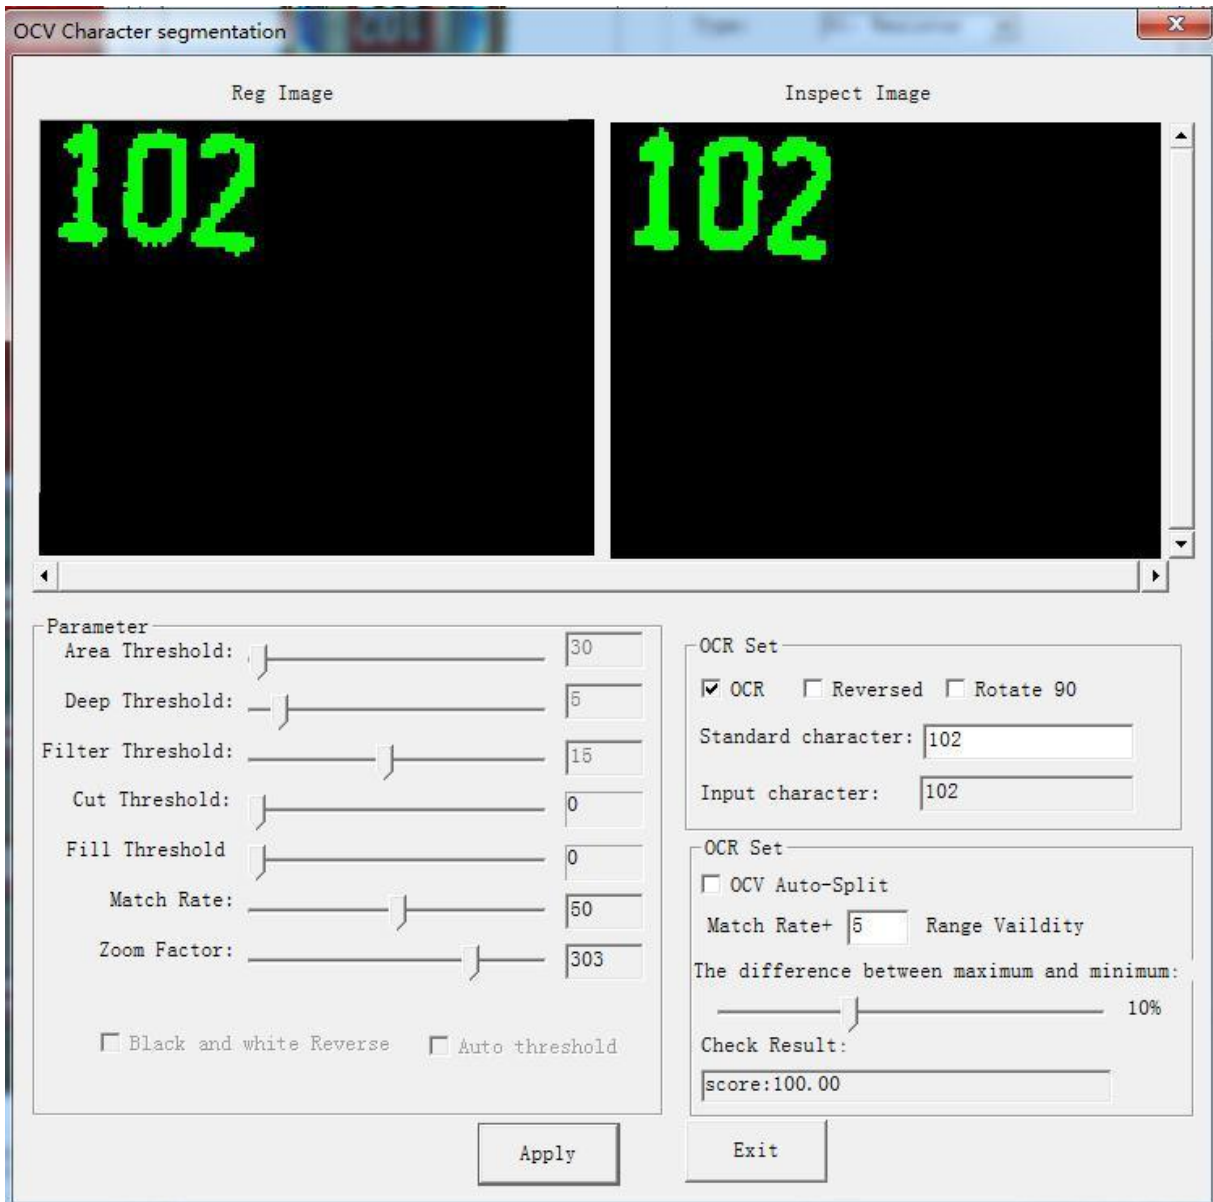 OCV Character segmentation
Reg Image
Inspect Image
102
102
Parameter
Area Threshold: 30
Deep Threshold: 5
Filter Threshold: 15
Cut Threshold: 0
Fill Threshold 0
Match Rate: 50
Zoom Factor: 303
Black and white Reverse Auto threshold
OCR Set
OCR Reversed Rotate 90
Standard character: 102
Input character: 102
OCR Set
OCV Auto-Split
Match Rate+ 5 Range Vaildity
The difference between maximum and minimum:
10%
Check Result:
score:100.00
Apply
Exit